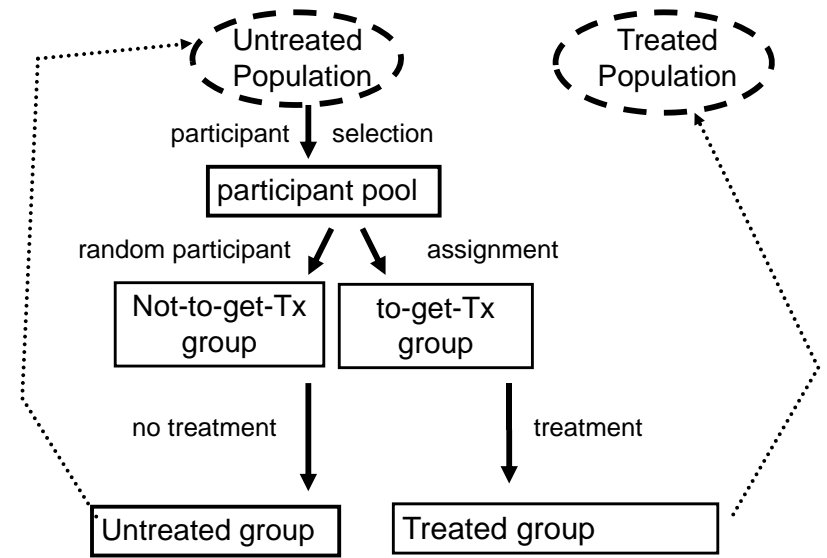 Untreated
Population
Treated
Population
participant selection
participant pool
random participant assignment
Not-to-get-Tx
group
to-get-Tx
group
no treatment
treatment
Untreated group
Treated group